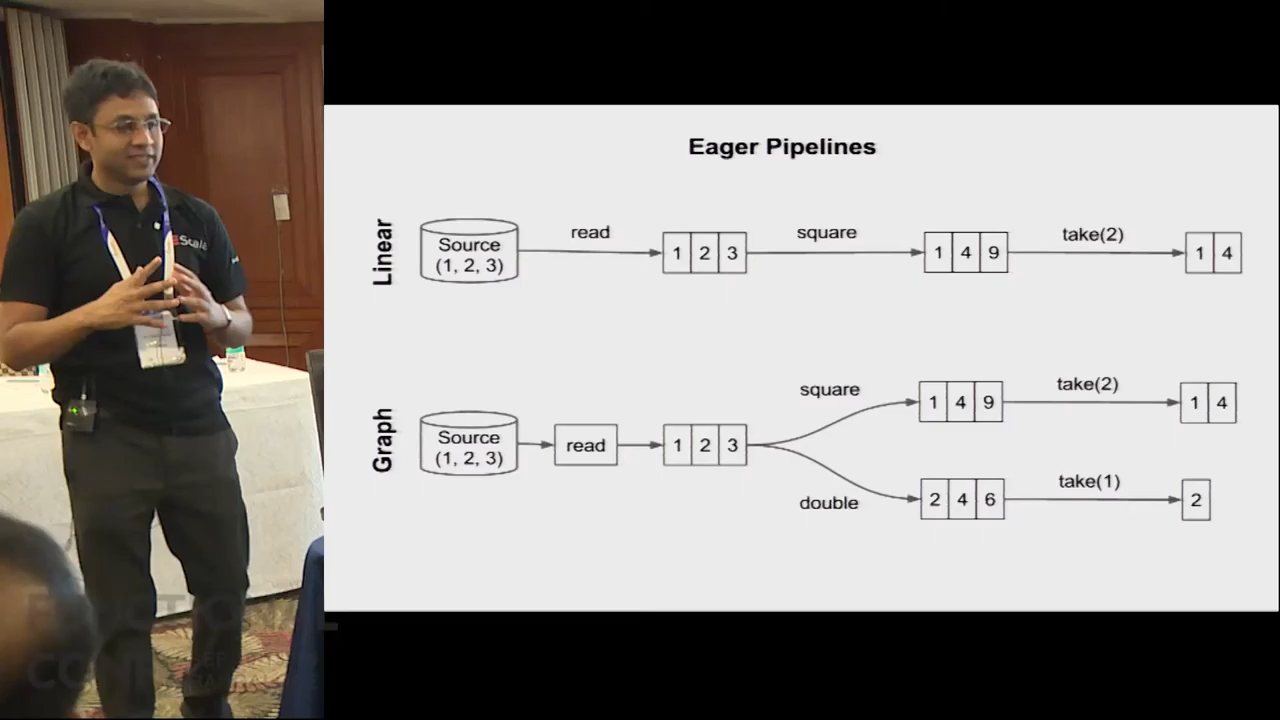 Eager Pipelines
Linear
Source
(1, 2, 3)
read
1 2 3
square
1 4 9
take(2)
1 4
Graph
Source
(1, 2, 3)
read
1 2 3
square
1 4 9
take(2)
1 4
double
2 4 6
take(1)
2
Scala